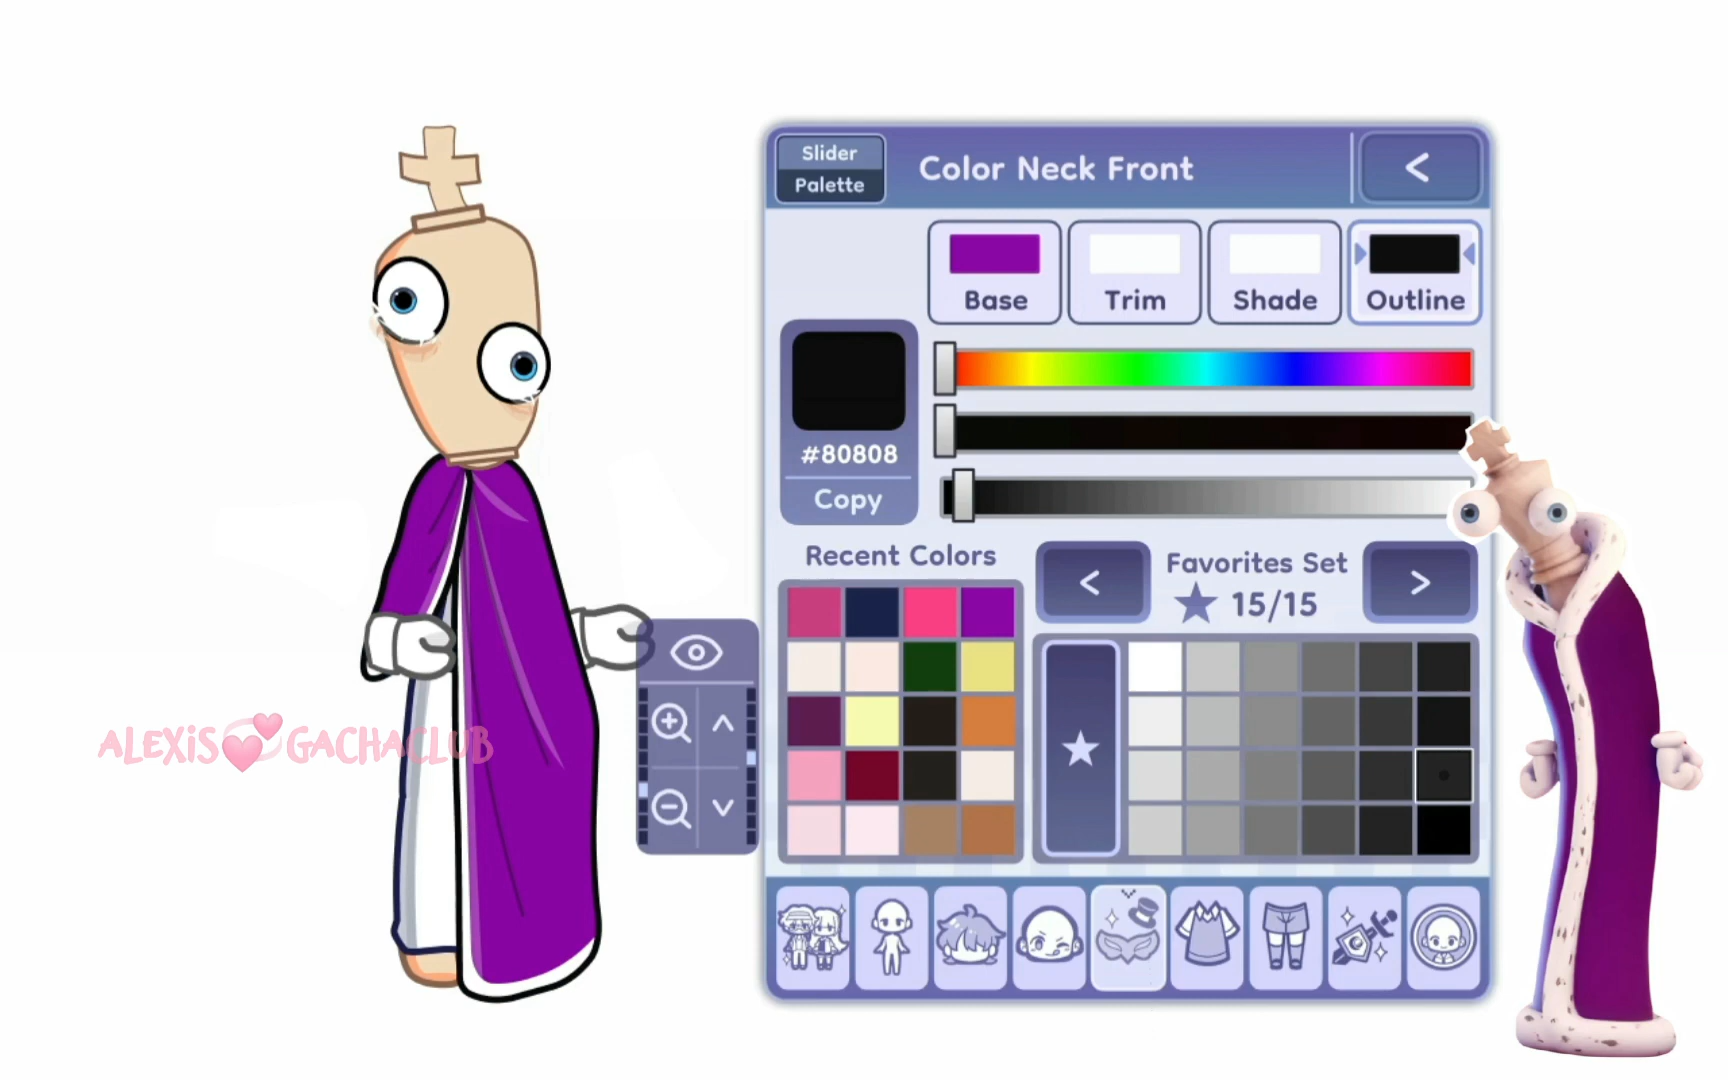 Slider
Palette
Color Neck Front
<
Base
Trim
Shade
Outline
#80808
Copy
Recent Colors
<
Favorites Set
15/15
>
ALEXIS GACHACLUB